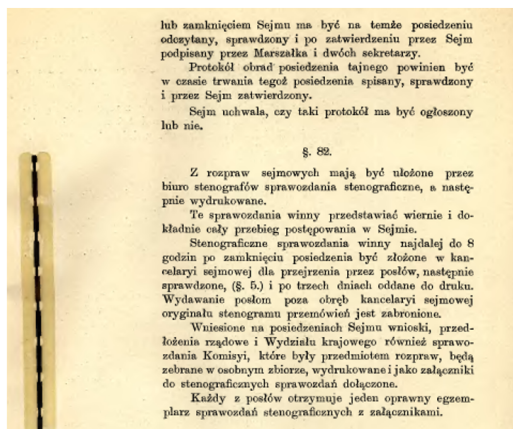 lub zamknięciem Sejmu ma być na temże posiedzeniu
odczytany, sprawdzony i po zatwierdzeniu przez Sejm
podpisany przez Marszałka i dwóch sekretarzy.
Protokół obrad posiedzenia tajnego powinien być
w czasie trwania tegoż posiedzenia spisany, sprawdzony
i przez Sejm zatwierdzony.
Sejm uchwala, czy taki protokół ma być ogłoszony
lub nie.
§. 82.
Z rozpraw sejmowych mają być ułożone przez
biuro stenografów sprawozdania stenograficzne, a nastę-
pnie wydrukowane.
Te sprawozdania winny przedstawiać wiernie i do-
kładnie cały przebieg postępowania w Sejmie.
Stenograficzne sprawozdania winny najdalej do 8
godzin po zamknięciu posiedzenia być złożone w kan-
celaryi sejmowej dla przejrzenia przez posłów, następnie
sprawdzone, (§. 5.) i po trzech dniach oddane do druku.
Wydawanie posłom poza obręb kancelaryi sejmowej
oryginału stenogramu przemówień jest zabronione.
Wniesione na posiedzeniach Sejmu wnioski, przed-
łożenia rządowe i Wydziału krajowego również sprawo-
zdania Komisyi, które były przedmiotem rozpraw, będą
zebrane w osobnym zbiorze, wydrukowane i jako załączniki
do stenograficznych sprawozdań dołączone.
Każdy z posłów otrzymuje jeden oprawny egzem-
plarz sprawozdań stenograficznych z załącznikami.